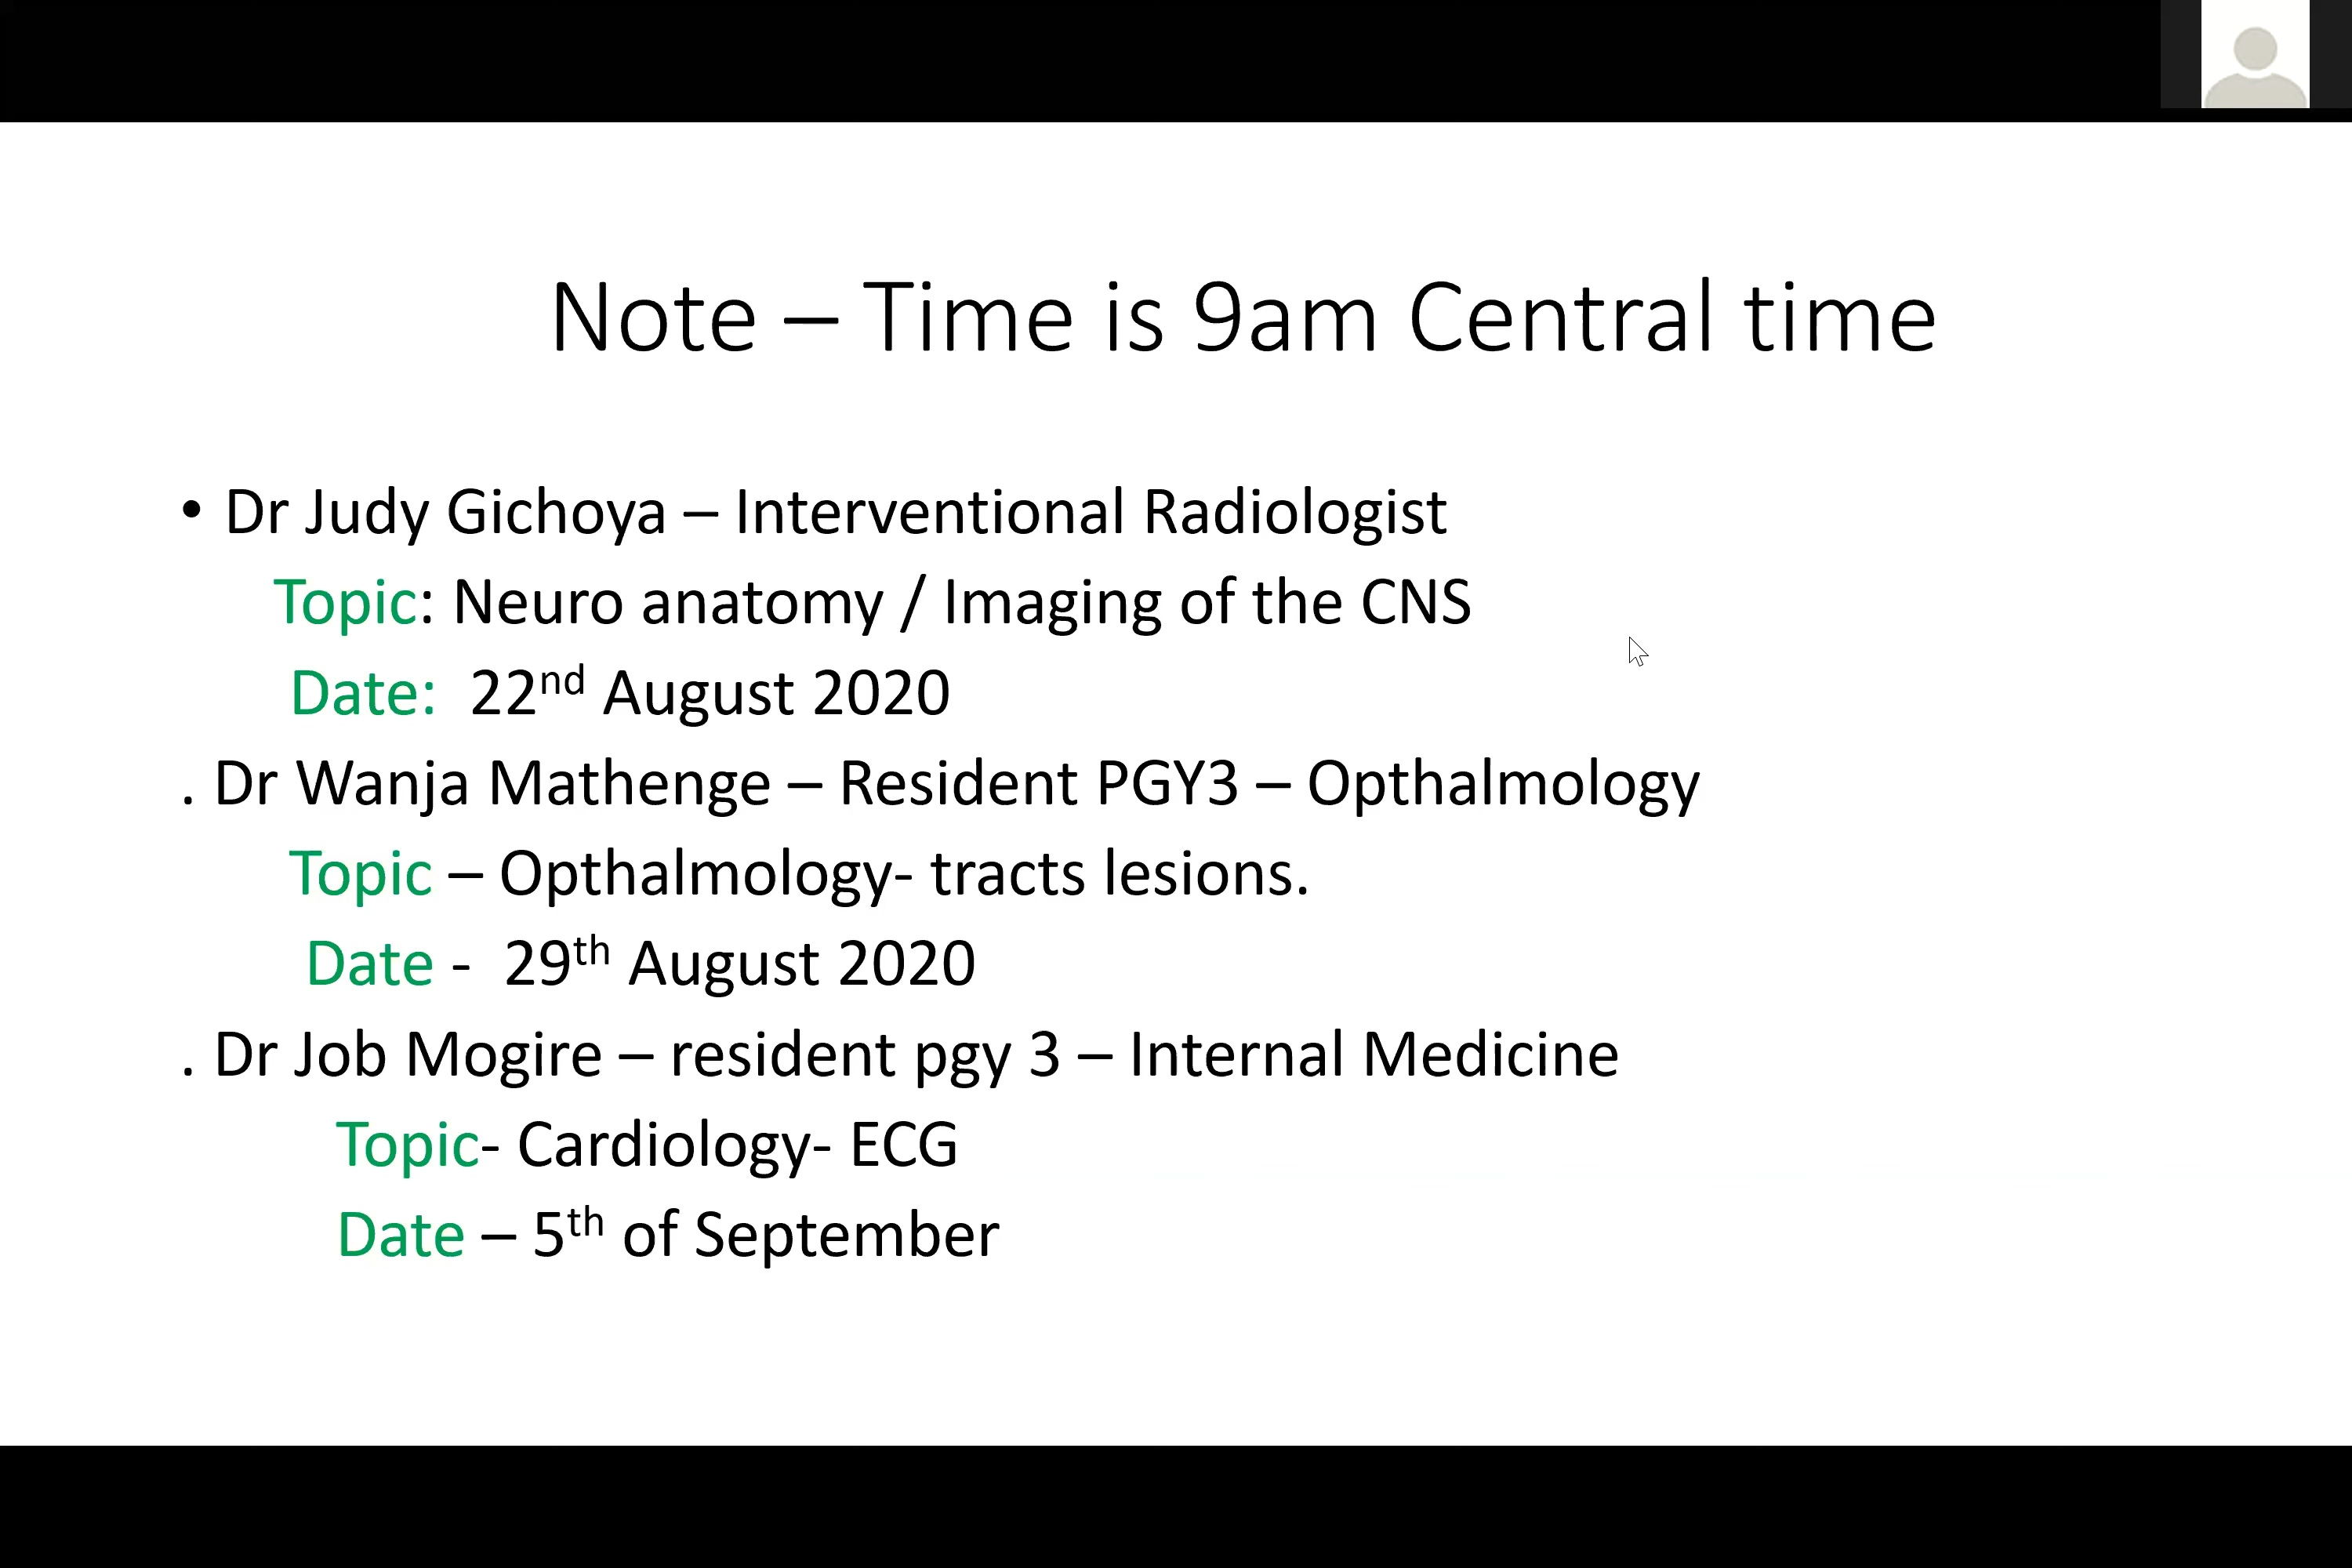 Note – Time is 9am Central time
• Dr Judy Gichoya – Interventional Radiologist
Topic: Neuro anatomy / Imaging of the CNS
Date: 22nd August 2020
. Dr Wanja Mathenge – Resident PGY3 – Opthalmology
Topic – Opthalmology- tracts lesions.
Date - 29th August 2020
. Dr Job Mogire – resident pgy 3 – Internal Medicine
Topic- Cardiology- ECG
Date – 5th of September